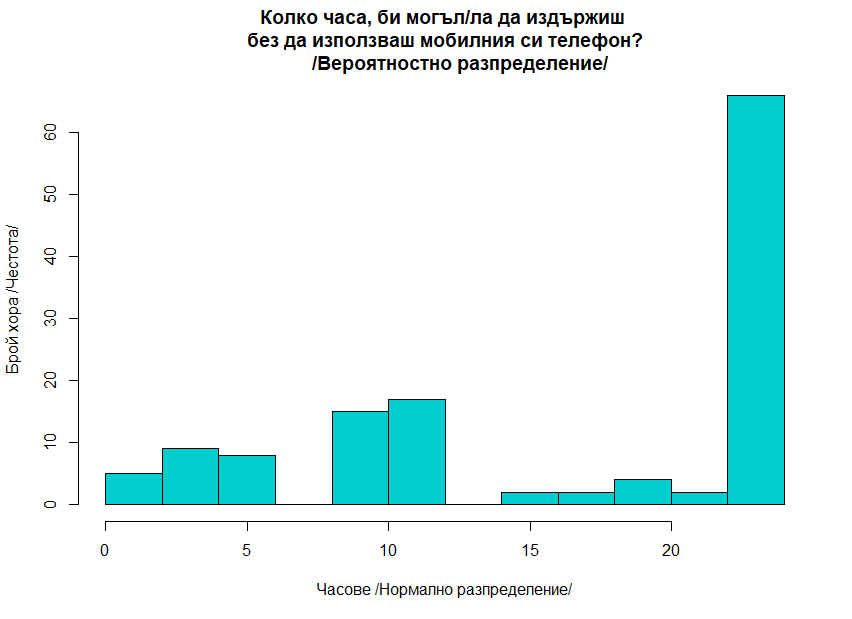 Колко часа, би могъл/ла да издържиш
без да използваш мобилния си телефон?
/Вероятностно разпределение/
Брой хора /Честота/
60
50
40
30
20
10
0
0 5 10 15 20
Часове /Нормално разпределение/